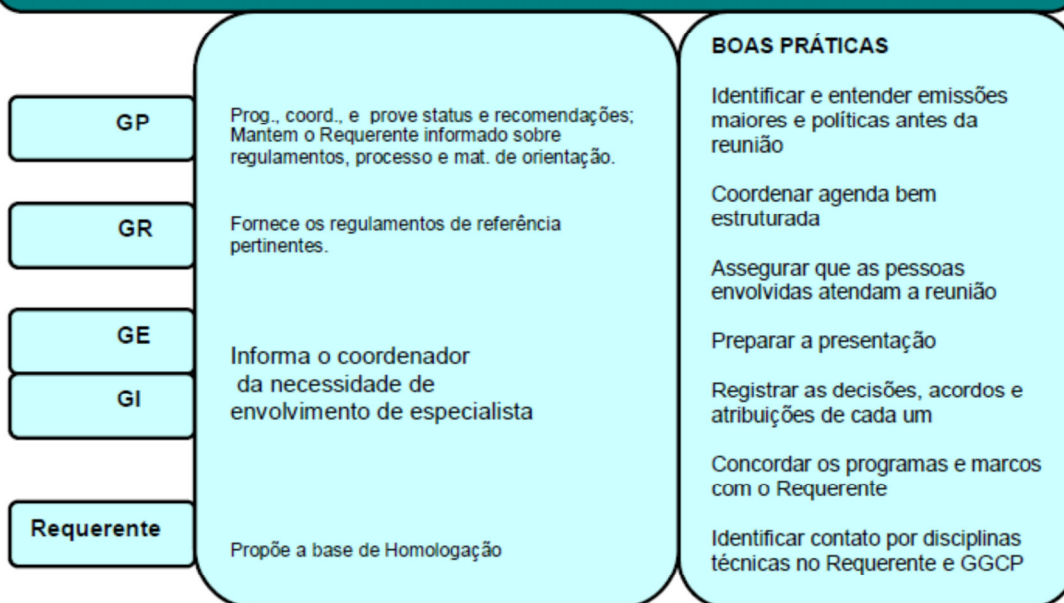 GP
Prog., coord., e prove status e recomendações;
Mantem o Requerente informado sobre
regulamentos, processo e mat. de orientação.
GR
Fornece os regulamentos de referência
pertinentes.
GE
GI
Informa o coordenador
da necessidade de
envolvimento de especialista
Requerente
Propõe a base de Homologação
BOAS PRÁTICAS
Identificar e entender emissões
maiores e políticas antes da
reunião
Coordenar agenda bem
estruturada
Assegurar que as pessoas
envolvidas atendam a reunião
Preparar a presentação
Registrar as decisões, acordos e
atribuições de cada um
Concordar os programas e marcos
com o Requerente
Identificar contato por disciplinas
técnicas no Requerente e GGCP